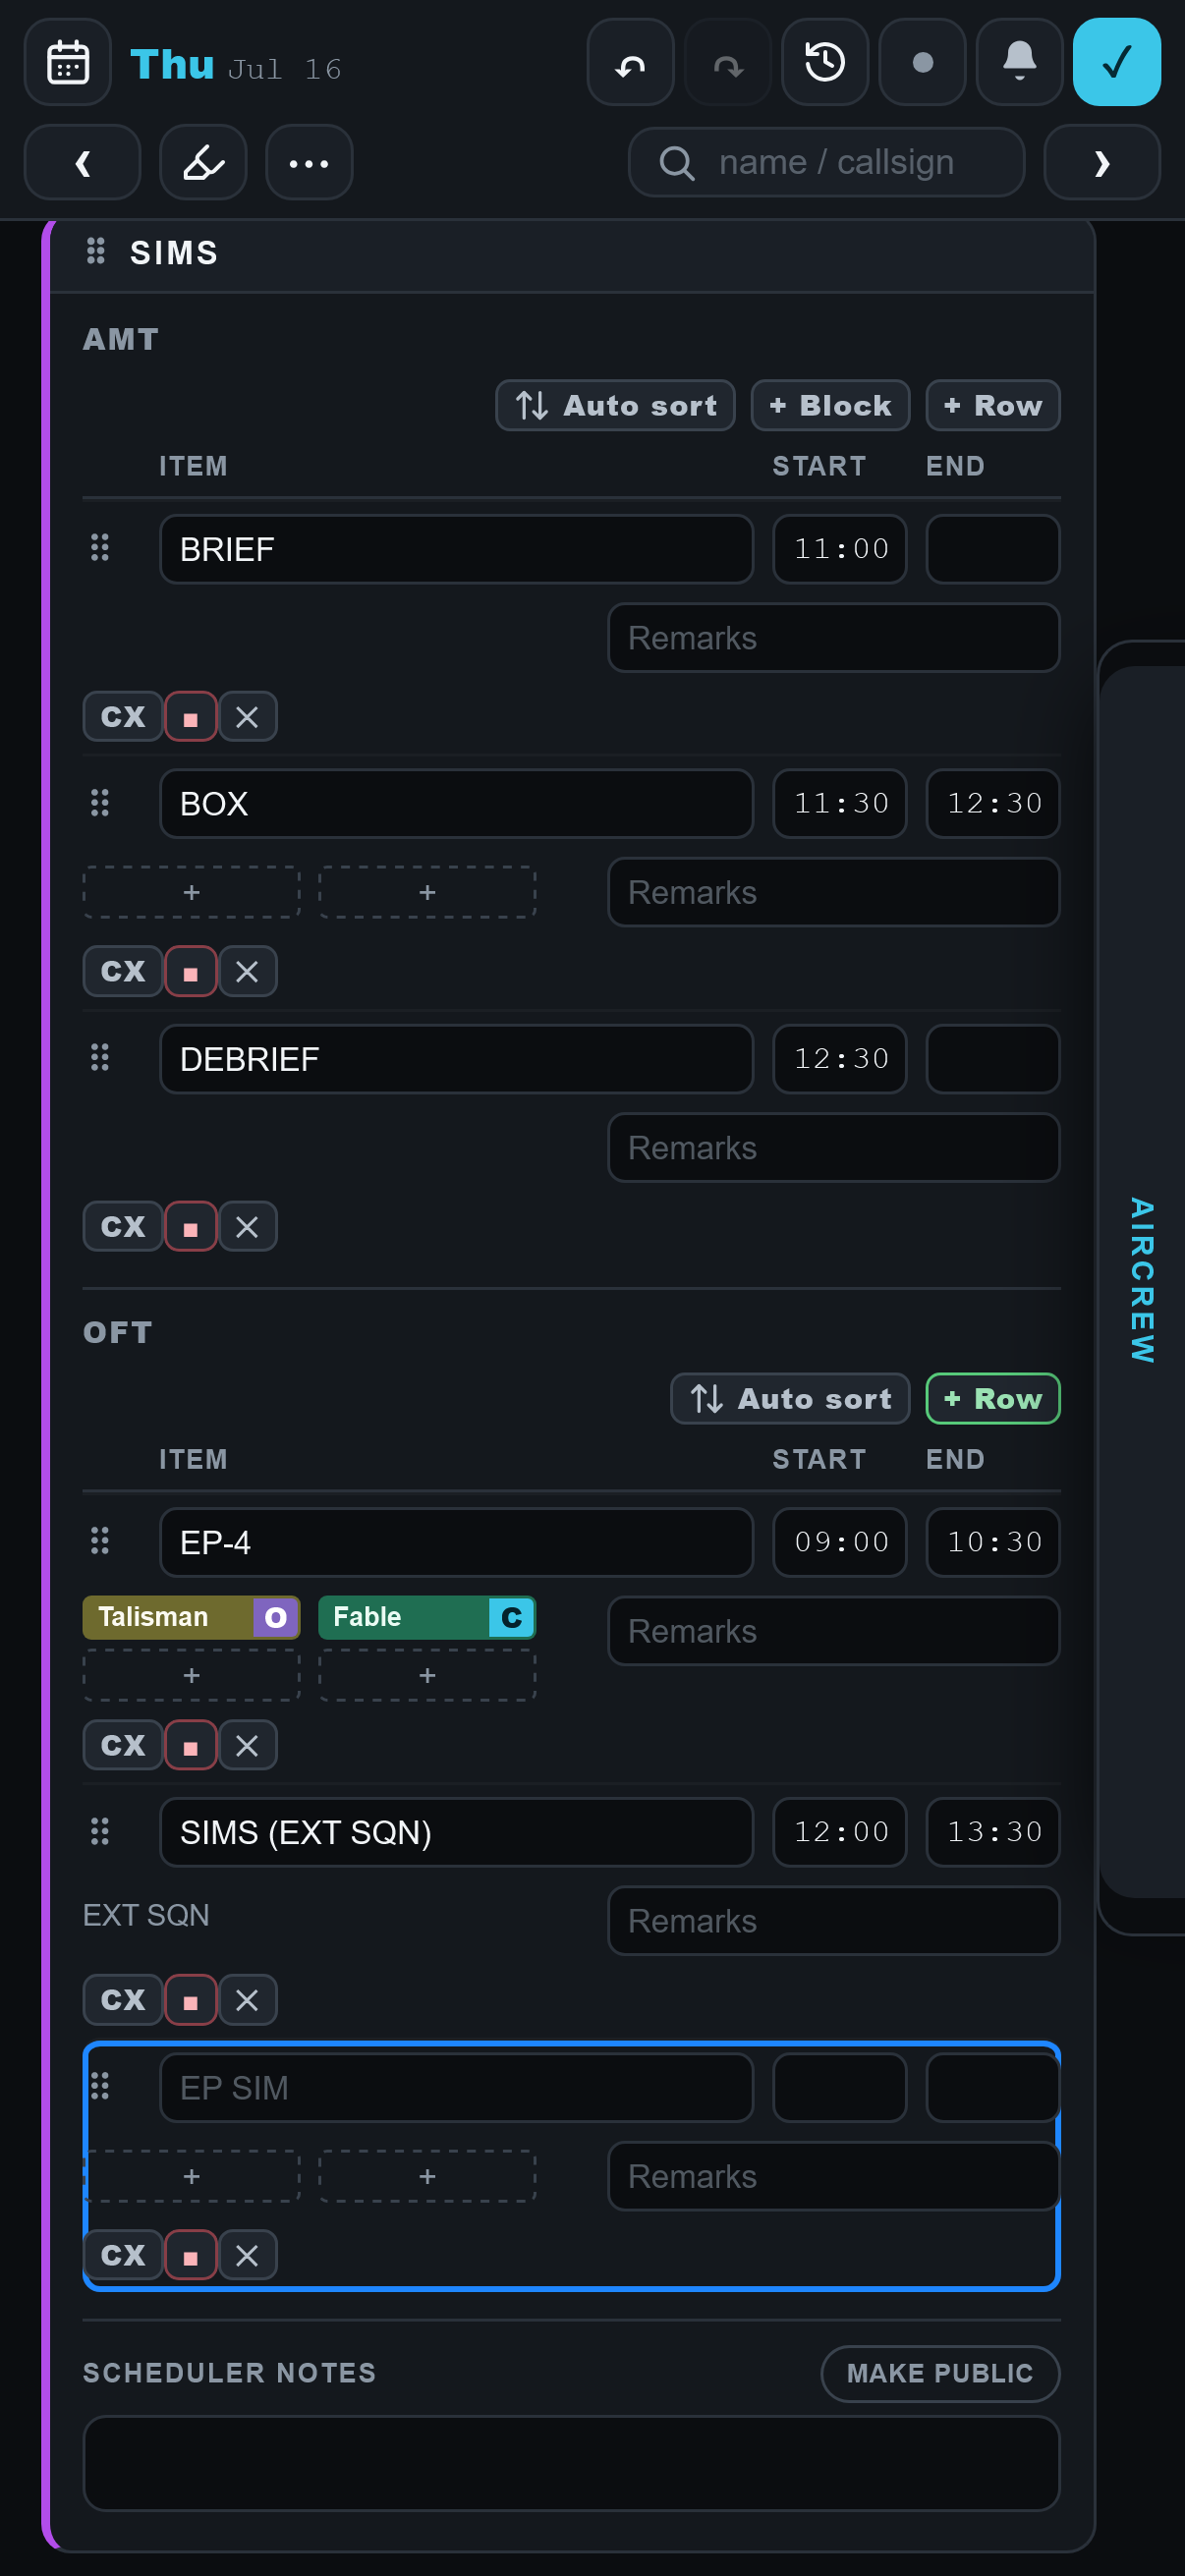 Thu Jul 16
name / callsign
SIMS
AMT
Auto sort + Block + Row
ITEM START END
BRIEF 11:00
Remarks
CX
BOX 11:30 12:30
+ + Remarks
CX
DEBRIEF 12:30
Remarks
CX
AIRCREW
OFT
Auto sort + Row
ITEM START END
EP-4 09:00 10:30
Talisman O Fable C Remarks
+ +
CX
SIMS (EXT SQN) 12:00 13:30
EXT SQN Remarks
CX
EP SIM
+ + Remarks
CX
SCHEDULER NOTES MAKE PUBLIC